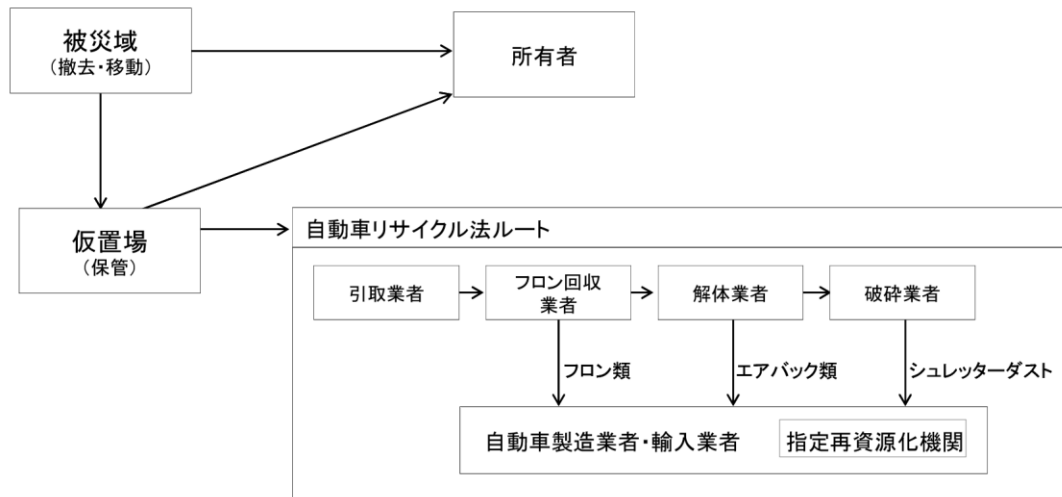 被災域
(撤去・移動)
所有者
仮置場
(保管)
自動車リサイクル法ルート
引取業者
フロン回収
業者
解体業者
破砕業者
フロン類
エアバック類
シュレッターダスト
自動車製造業者・輸入業者
指定再資源化機関